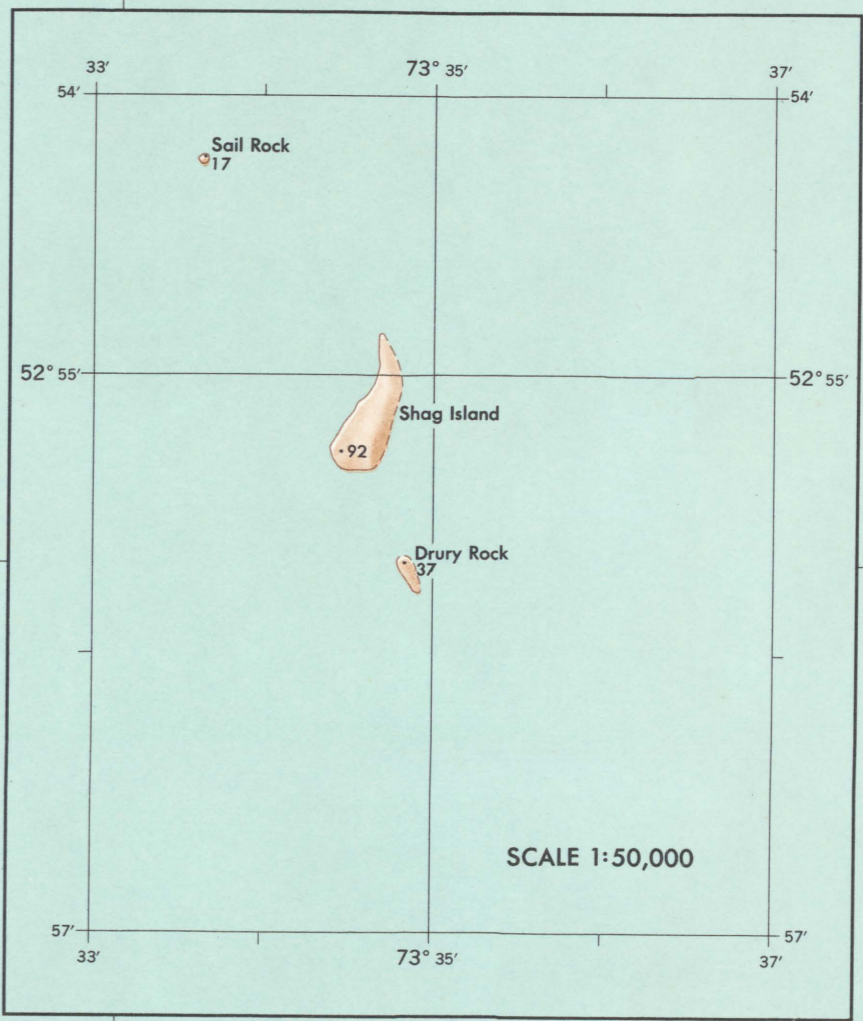 33′ 73° 35′ 37′
54′ 54′
Sail Rock
17
52° 55′ 52° 55′
Shag Island
92
Drury Rock
37
SCALE 1:50,000
57′ 57′
33′ 73° 35′ 37′